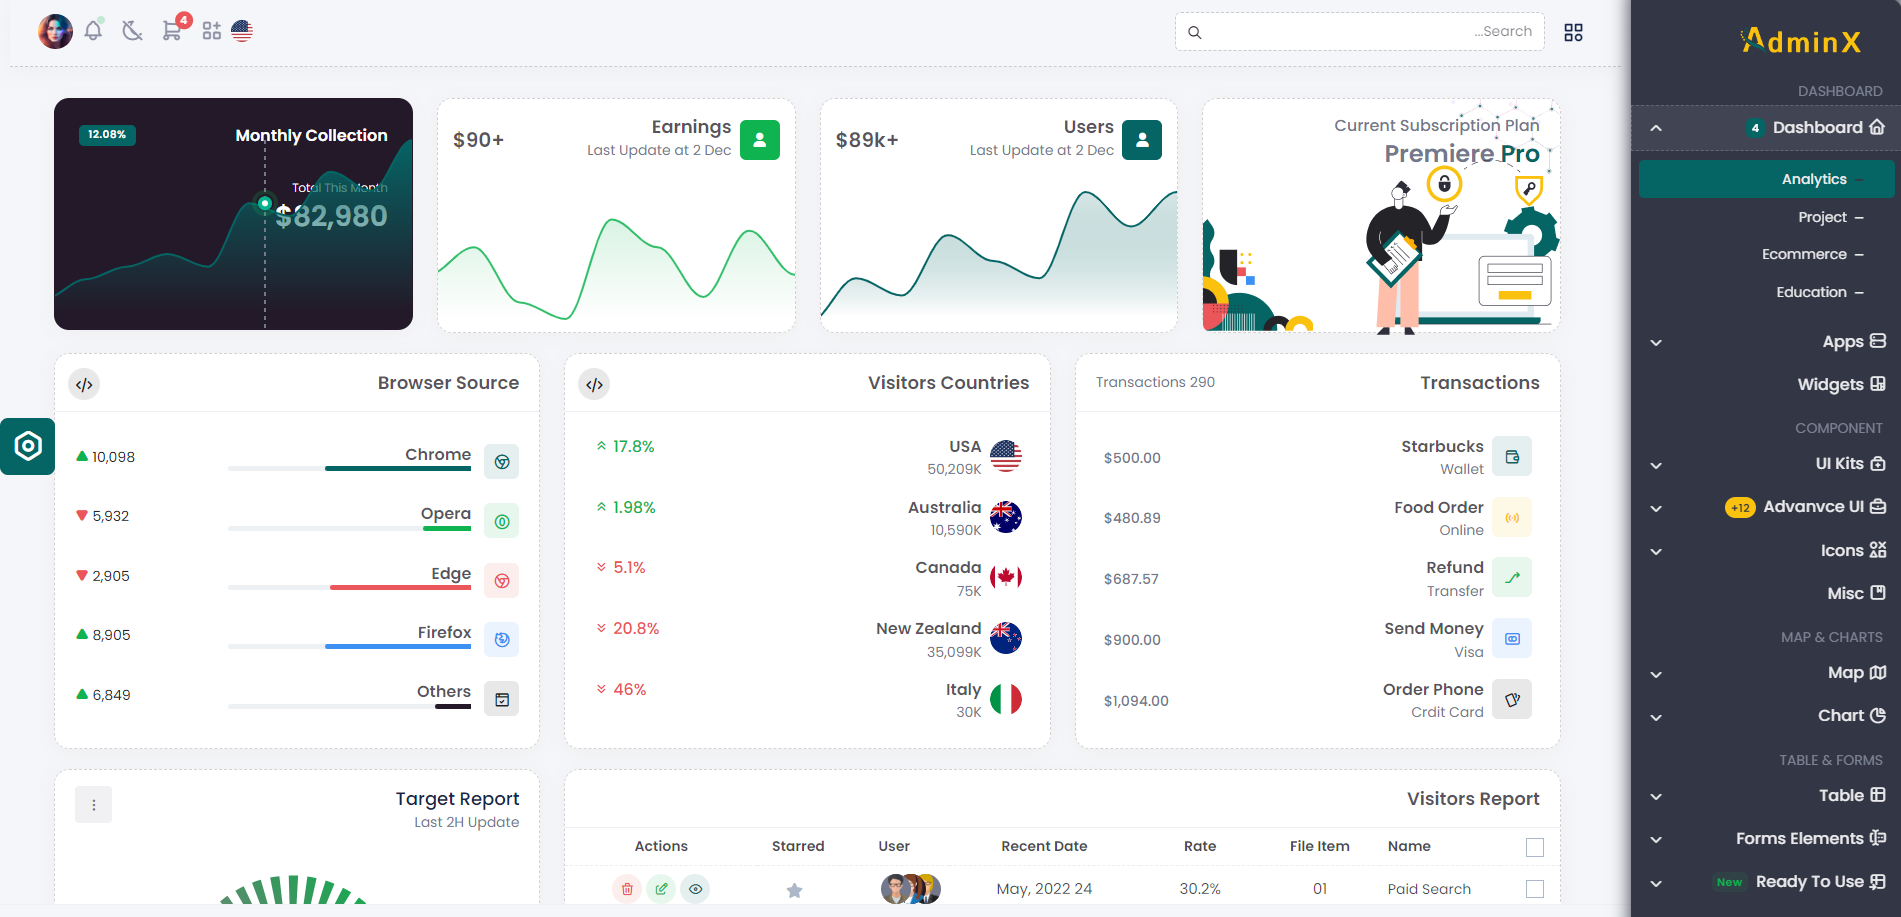 4
...Search
AdminX
DASHBOARD
4 Dashboard
Analytics
Project
Ecommerce
Education
Apps
Widgets
COMPONENT
UI Kits
+12 Advanvce UI
Icons
Misc
MAP & CHARTS
Map
Chart
TABLE & FORMS
Table
Forms Elements
New Ready To Use
12.08%
Monthly Collection
Total This Month
$82,980
$90+
Earnings
Last Update at 2 Dec
$89k+
Users
Last Update at 2 Dec
Current Subscription Plan
Premiere Pro
Browser Source
10,098 Chrome
5,932 Opera
2,905 Edge
8,905 Firefox
6,849 Others
Visitors Countries
17.8% USA
50,209K
1.98% Australia
10,590K
5.1% Canada
75K
20.8% New Zealand
35,099K
46% Italy
30K
Transactions 290 Transactions
Starbucks
$500.00
Wallet
Food Order
$480.89
Online
Refund
$687.57
Transfer
Send Money
$900.00
Visa
Order Phone
$1,094.00
Crdit Card
Target Report
Last 2H Update
Visitors Report
Actions Starred User Recent Date Rate File Item Name
May, 2022 24 30.2% 01 Paid Search